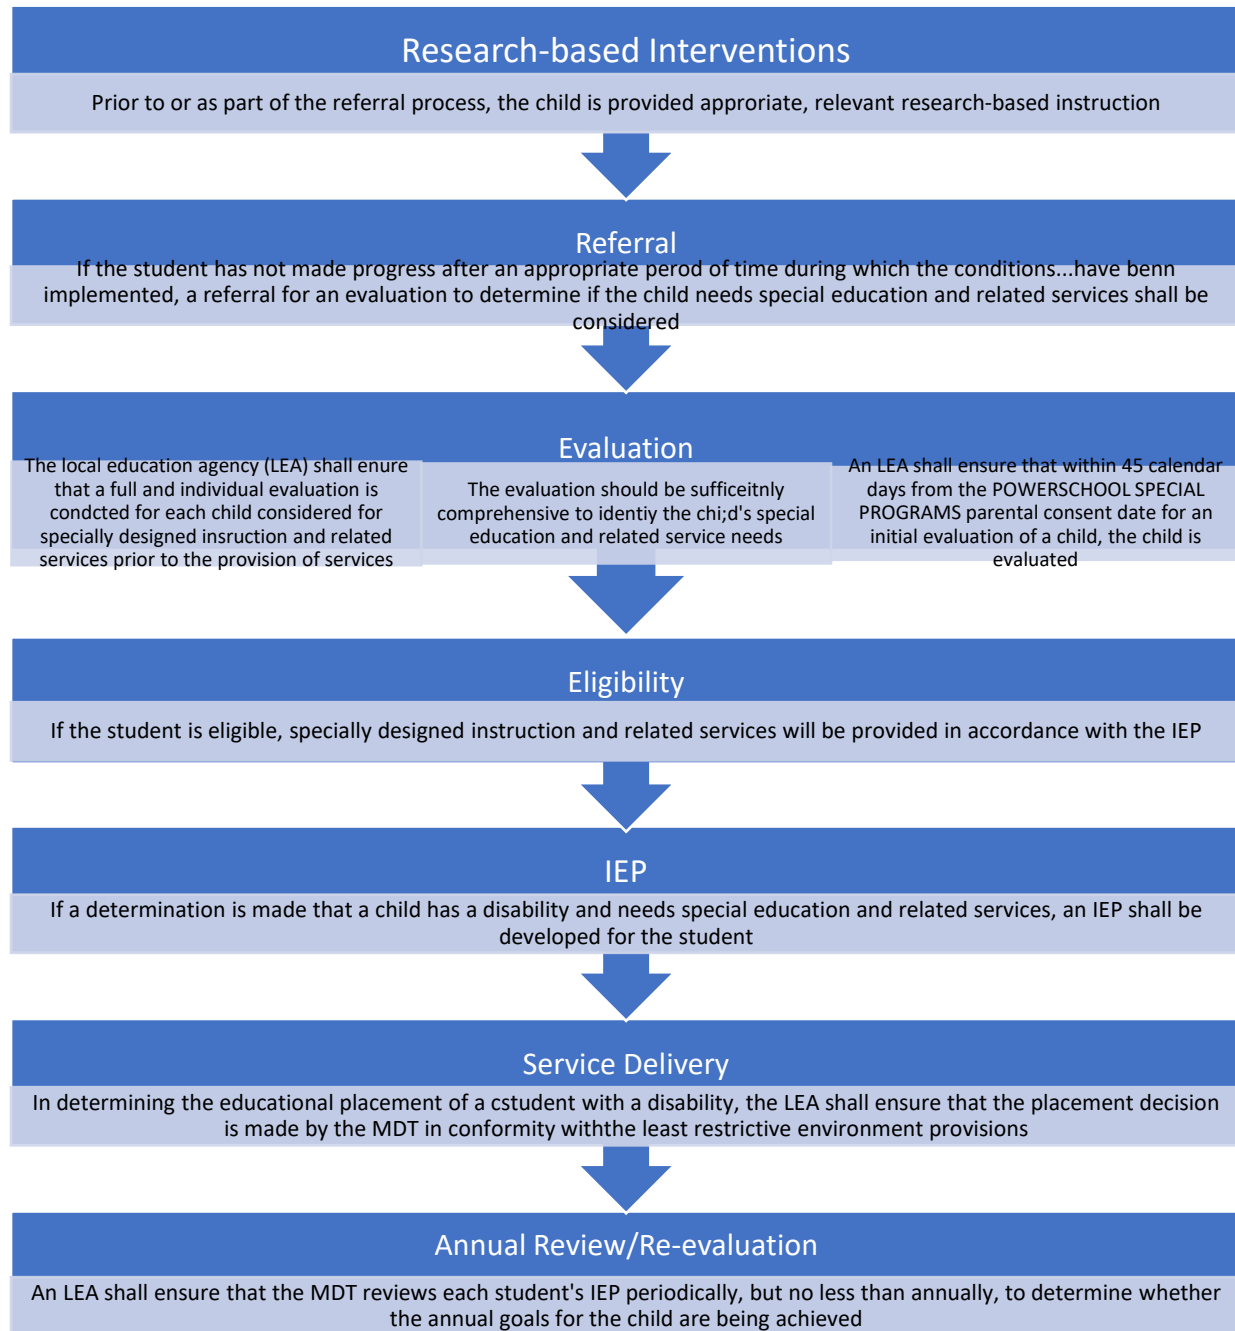 Research-based Interventions
Prior to or as part of the referral process, the child is provided approriate, relevant research-based instruction
Referral
If the student has not made progress after an appropriate perod of time during which the conditions...have benn
implemented, a referral for an evaluation to determine if the child needs special education and related services shall be
considered
Evaluation
The local education agency (LEA) shall enure
that a full and individual evaluation is
condcted for each child considered for
specially designed insruction and related
services prior to the provision of services
The evaluation should be sufficeitnly
comprehensive to identiy the chi;d's special
education and related service needs
An LEA shall ensure that within 45 calendar
days from the POWERSCHOOL SPECIAL
PROGRAMS parental consent date for an
initial evaluation of a child, the child is
evaluated
Eligibility
If the student is eligible, specially designed instruction and related services will be provided in accordance with the IEP
IEP
If a determination is made that a child has a disability and needs special education and related services, an IEP shall be
developed for the student
Service Delivery
In determining the educational placement of a cstudent with a disability, the LEA shall ensure that the placement decision
is made by the MDT in conformity withthe least restrictive environment provisions
Annual Review/Re-evaluation
An LEA shall ensure that the MDT reviews each student's IEP periodically, but no less than annually, to determine whether
the annual goals for the child are being achieved